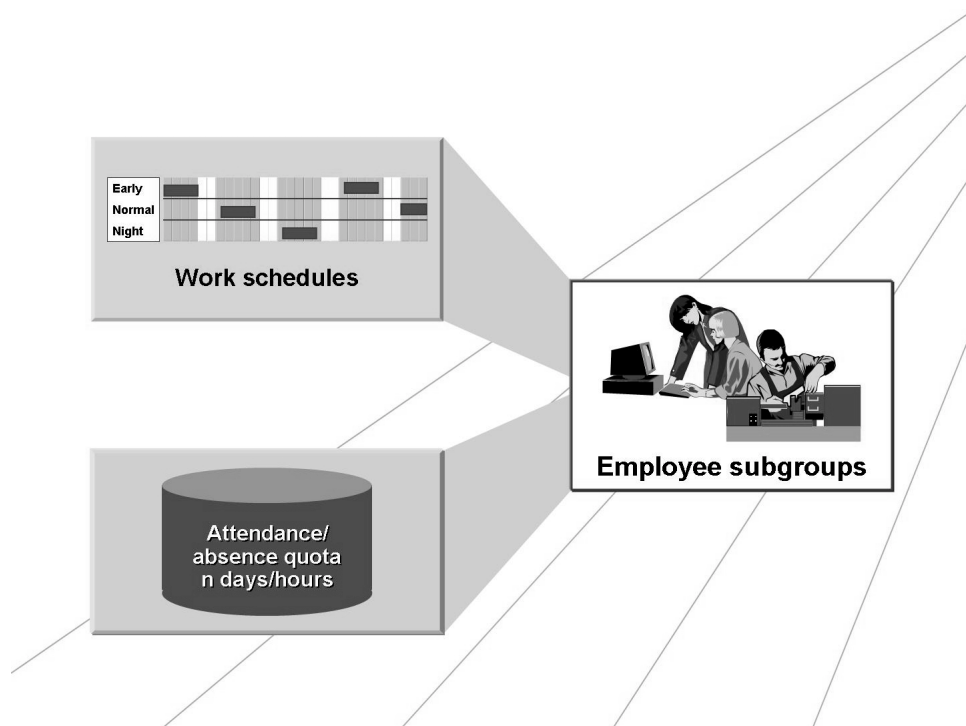 Early
Normal
Night
Work schedules
Employee subgroups
Attendance/
absence quota
n days/hours